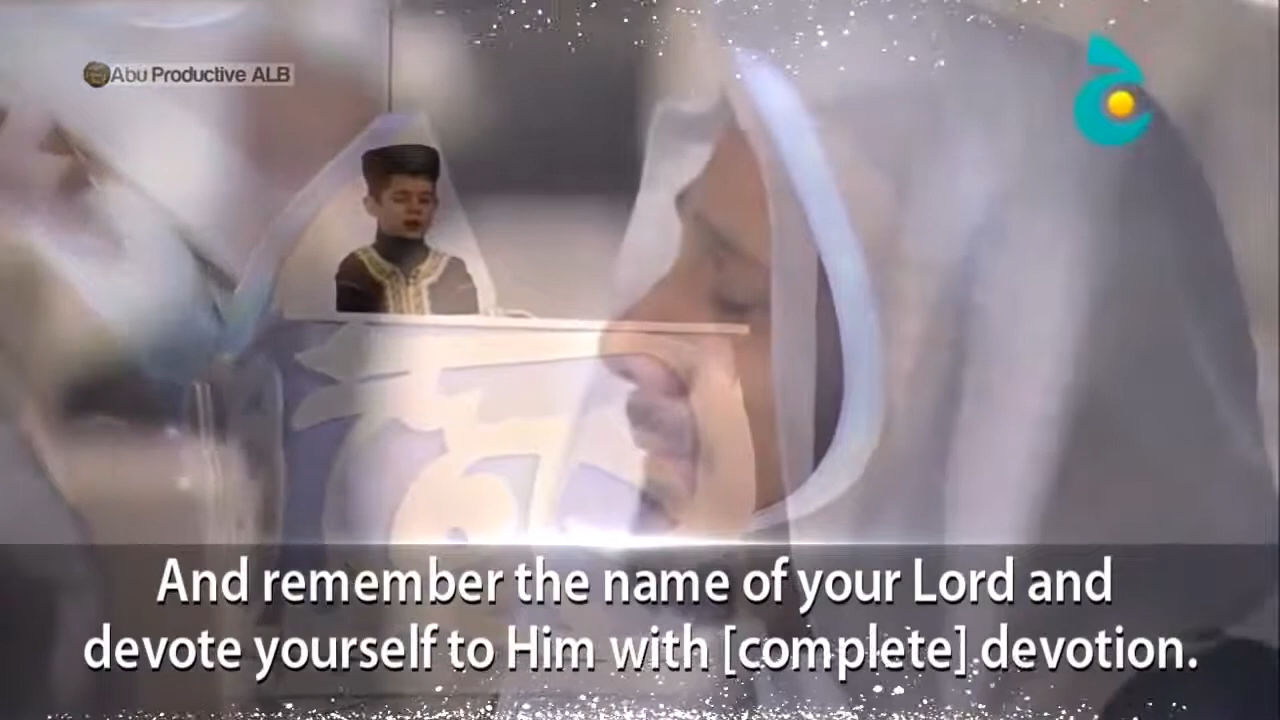 Abu Productive ALB
And remember the name of your Lord and
devote yourself to Him with [complete] devotion.